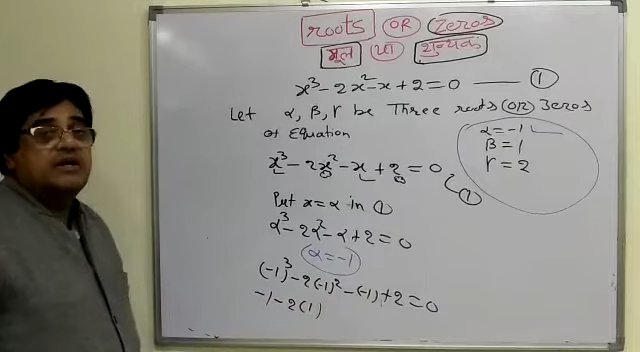 roots OR Zeros
मूल या शून्यक
x³ - 2x² - x + 2 = 0 —— ①
Let α, β, γ be Three roots OR Zeros
of Equation
α = -1
β = 1
γ = 2
x³ - 2x² - x + 2 = 0 ①
Put x = α in ①
α³ - 2α² - α + 2 = 0
α = -1
(-1)³ - 2(-1)² - (-1) + 2 = 0
-1 - 2(1)